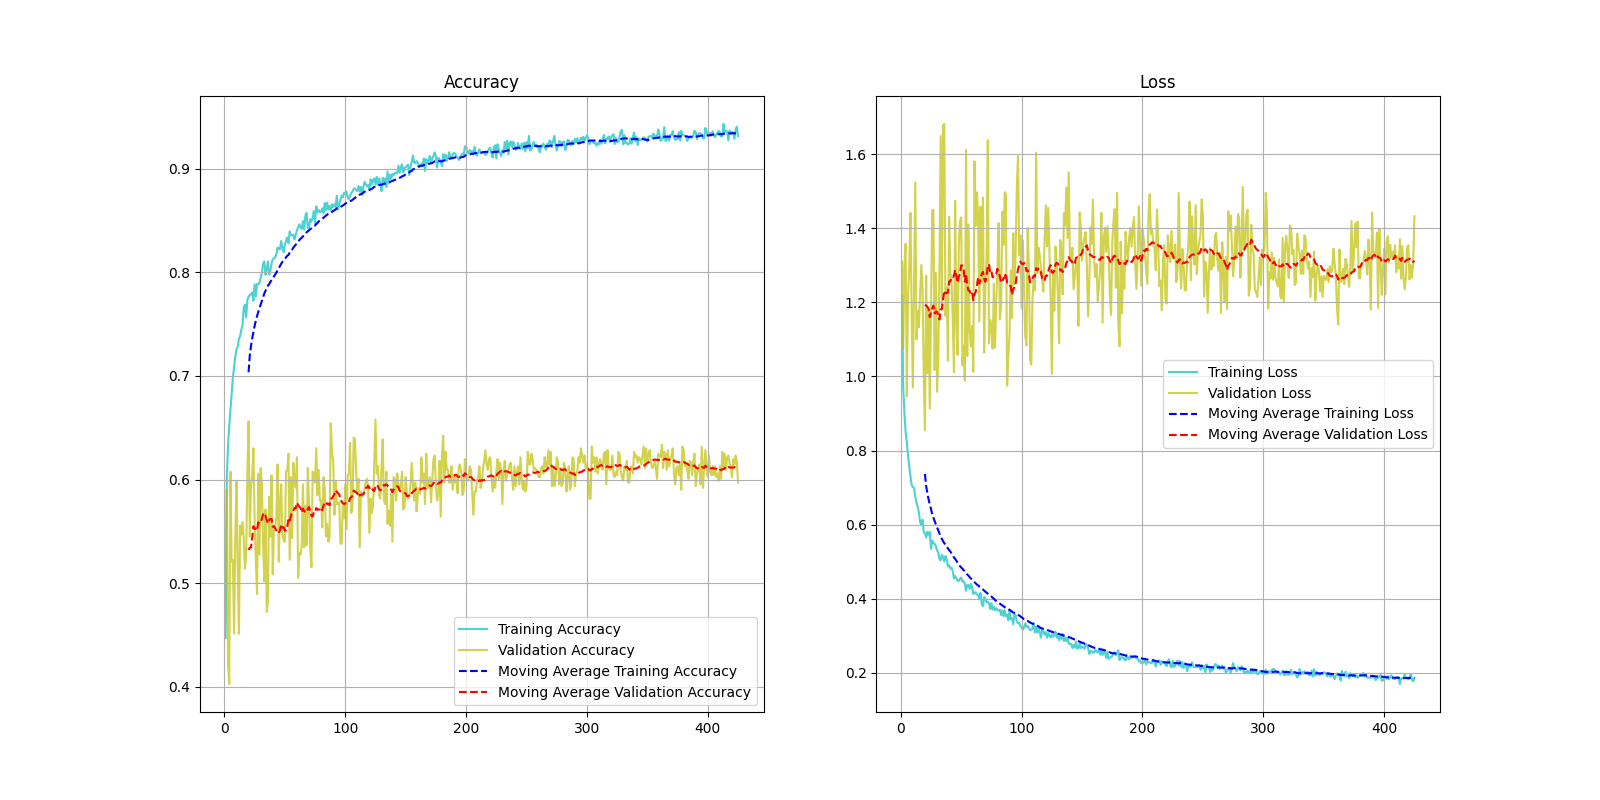 Accuracy
0.9
0.8
0.7
0.6
0.5
0.4
0 100 200 300 400
Training Accuracy
Validation Accuracy
Moving Average Training Accuracy
Moving Average Validation Accuracy
Loss
1.6
1.4
1.2
1.0
0.8
0.6
0.4
0.2
0 100 200 300 400
Training Loss
Validation Loss
Moving Average Training Loss
Moving Average Validation Loss